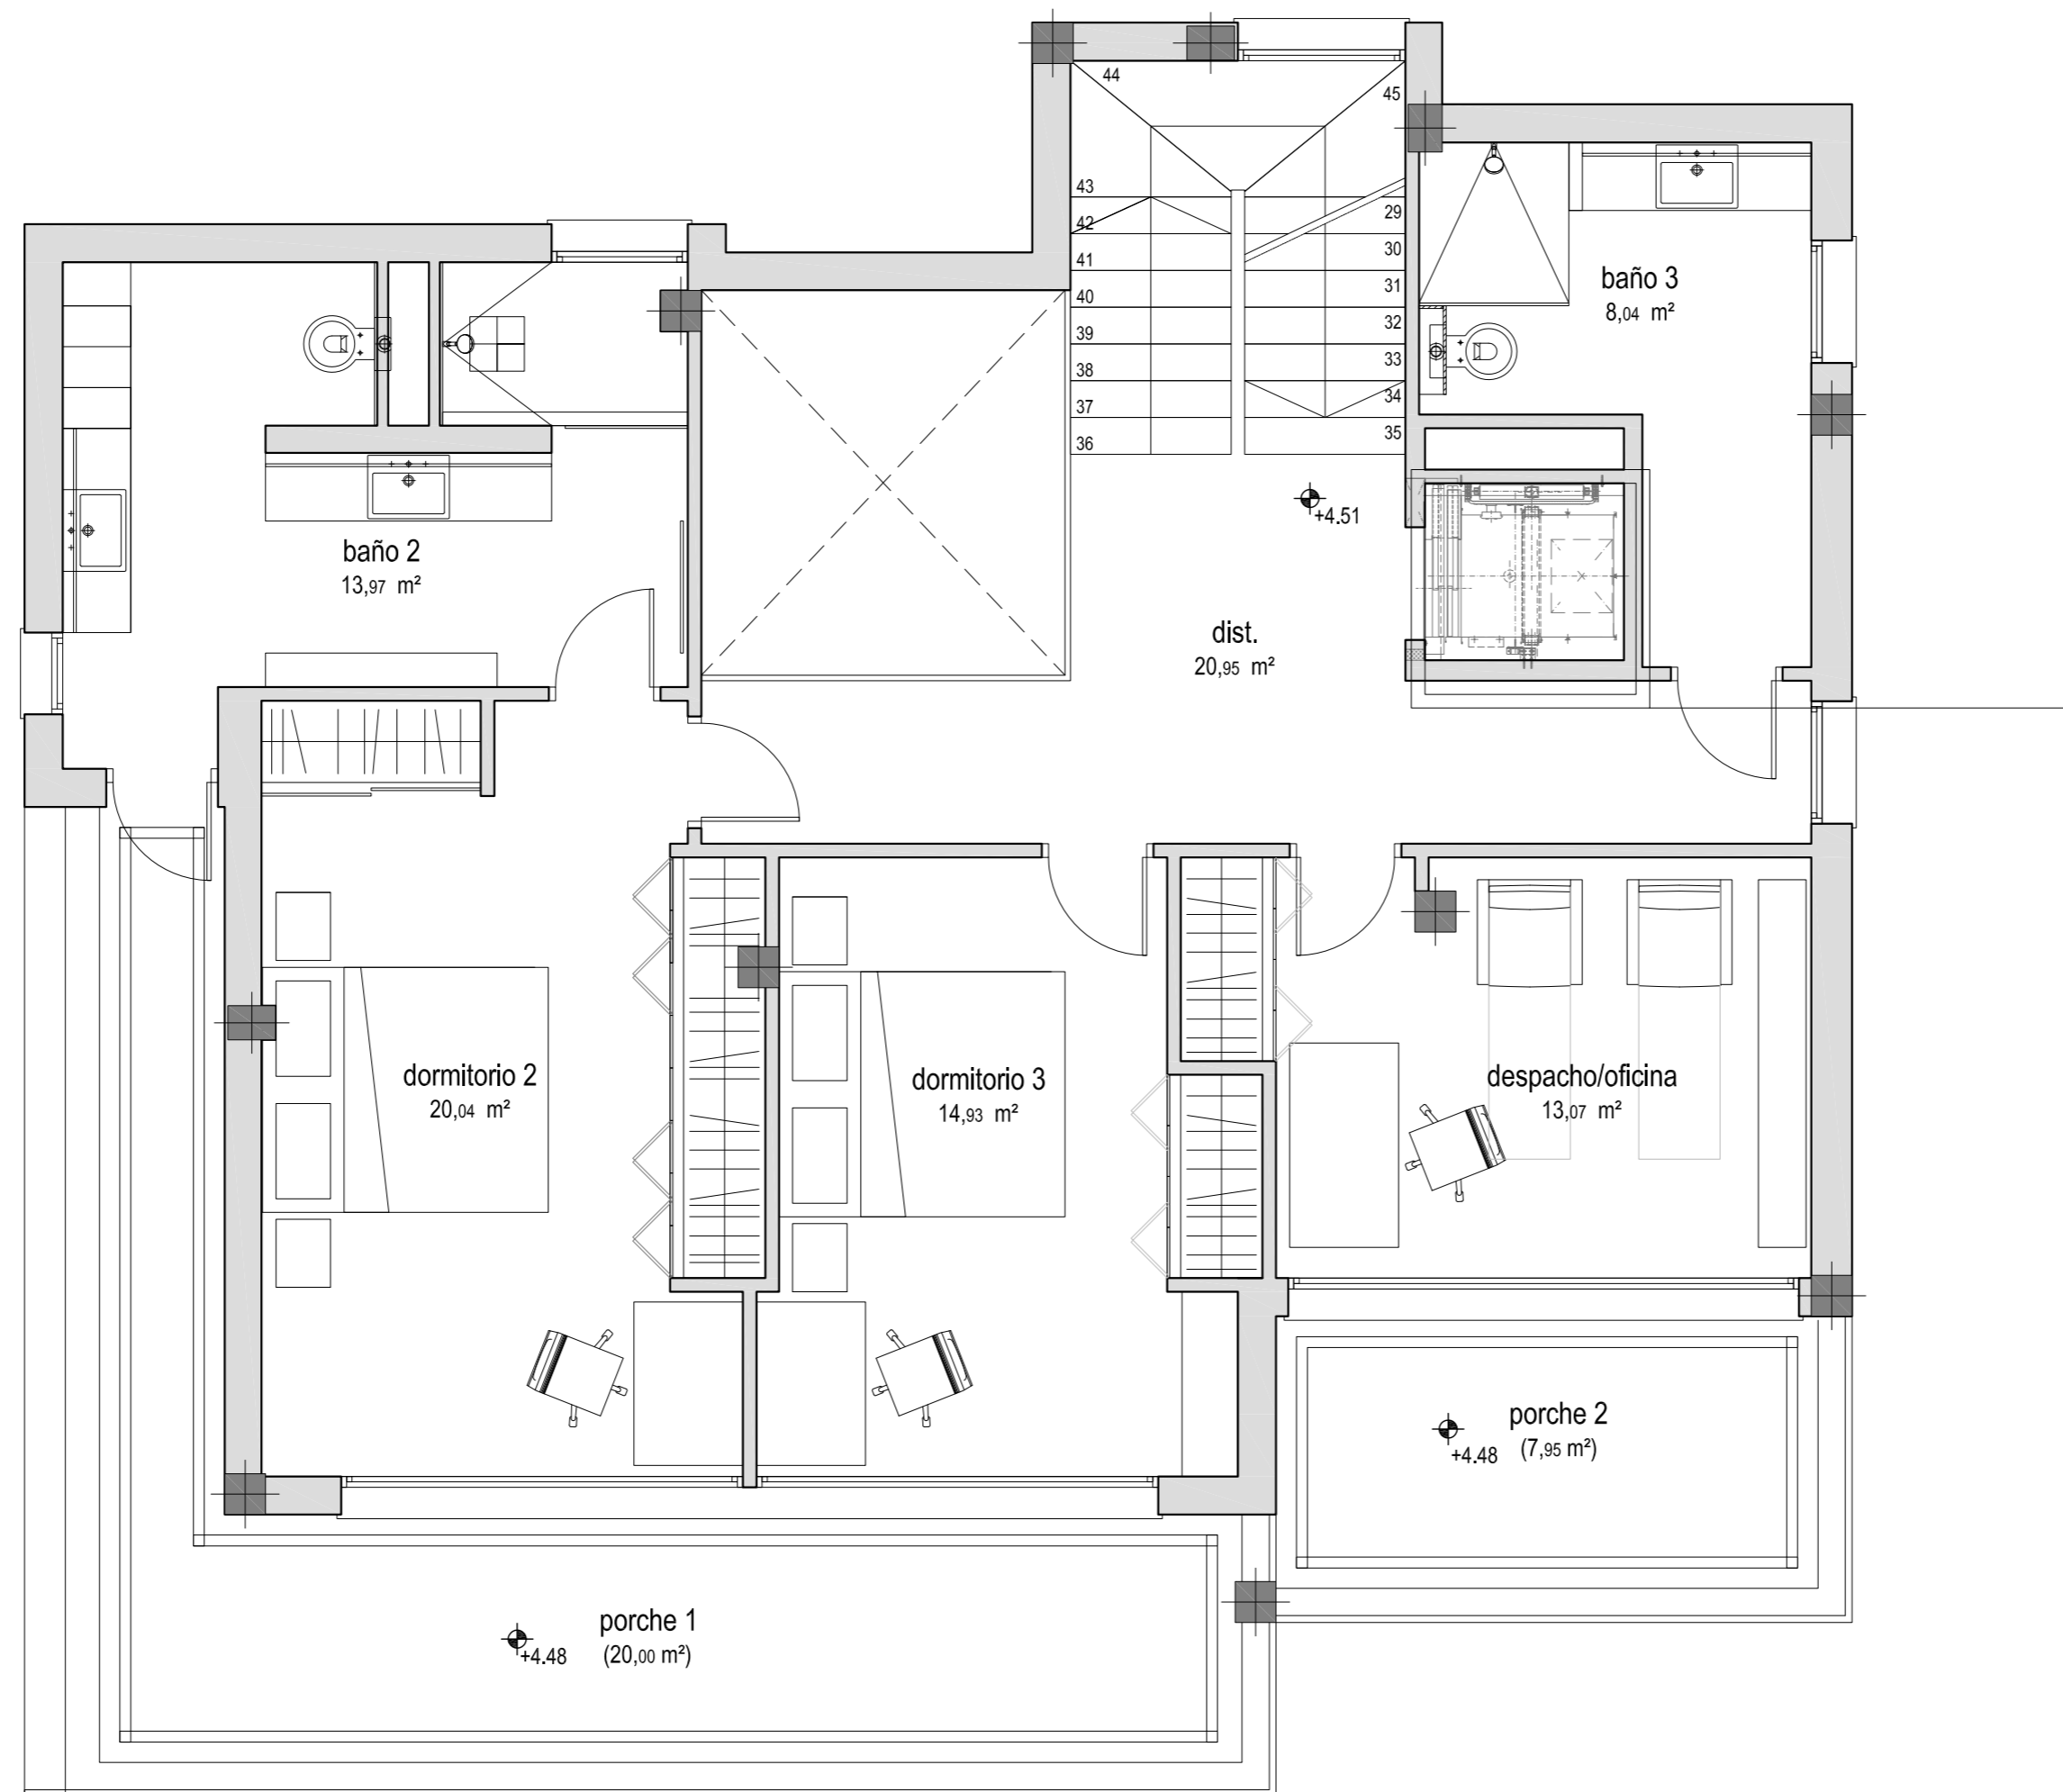 44
45
43
42
41
40
39
38
37
36
29
30
31
32
33
34
35
baño 3
8,04 m²
+4.51
baño 2
13,97 m²
dist.
20,95 m²
dormitorio 2
20,04 m²
dormitorio 3
14,93 m²
despacho/oficina
13,07 m²
porche 2
+4.48 (7,95 m²)
porche 1
+4.48 (20,00 m²)